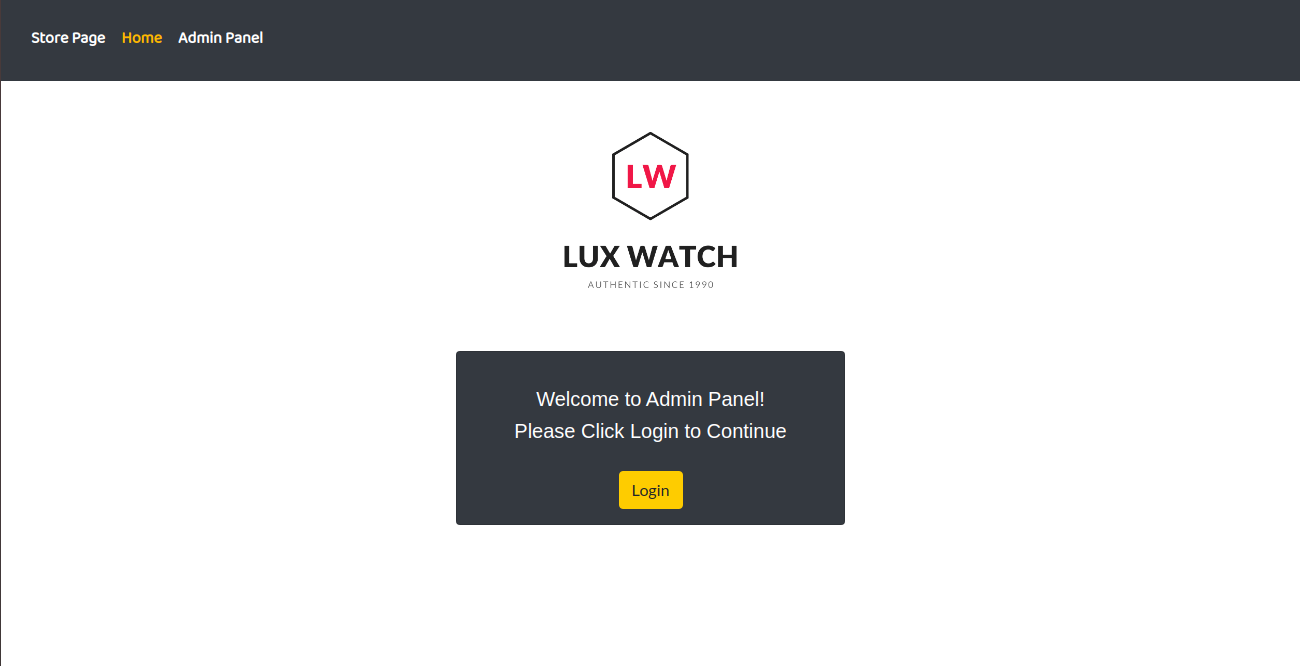 Store Page Home Admin Panel
LW
LUX WATCH
AUTHENTIC SINCE 1990
Welcome to Admin Panel!
Please Click Login to Continue
Login